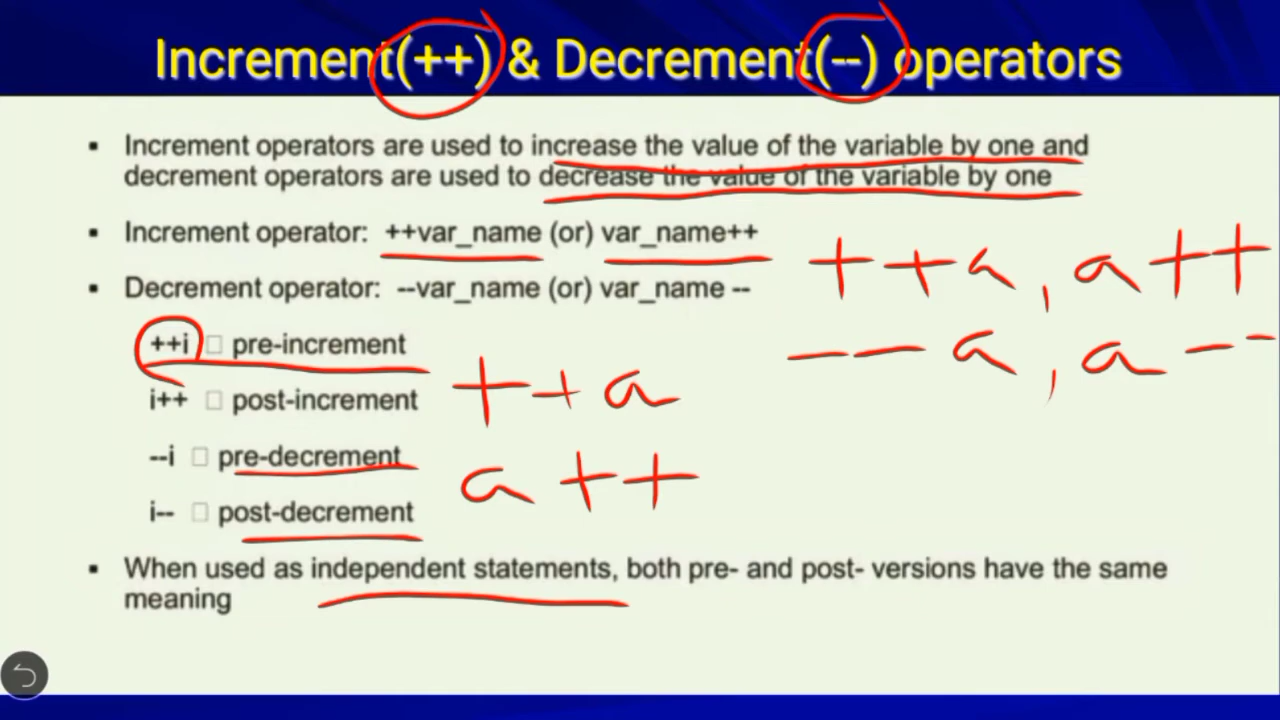 Increment(++) & Decrement(--) operators
▪ Increment operators are used to increase the value of the variable by one and
decrement operators are used to decrease the value of the variable by one
▪ Increment operator: ++var_name (or) var_name++
++a, a++
▪ Decrement operator: --var_name (or) var_name --
--a, a--
++i □ pre-increment
++a
i++ □ post-increment
--i □ pre-decrement
a++
i-- □ post-decrement
▪ When used as independent statements, both pre- and post- versions have the same
meaning